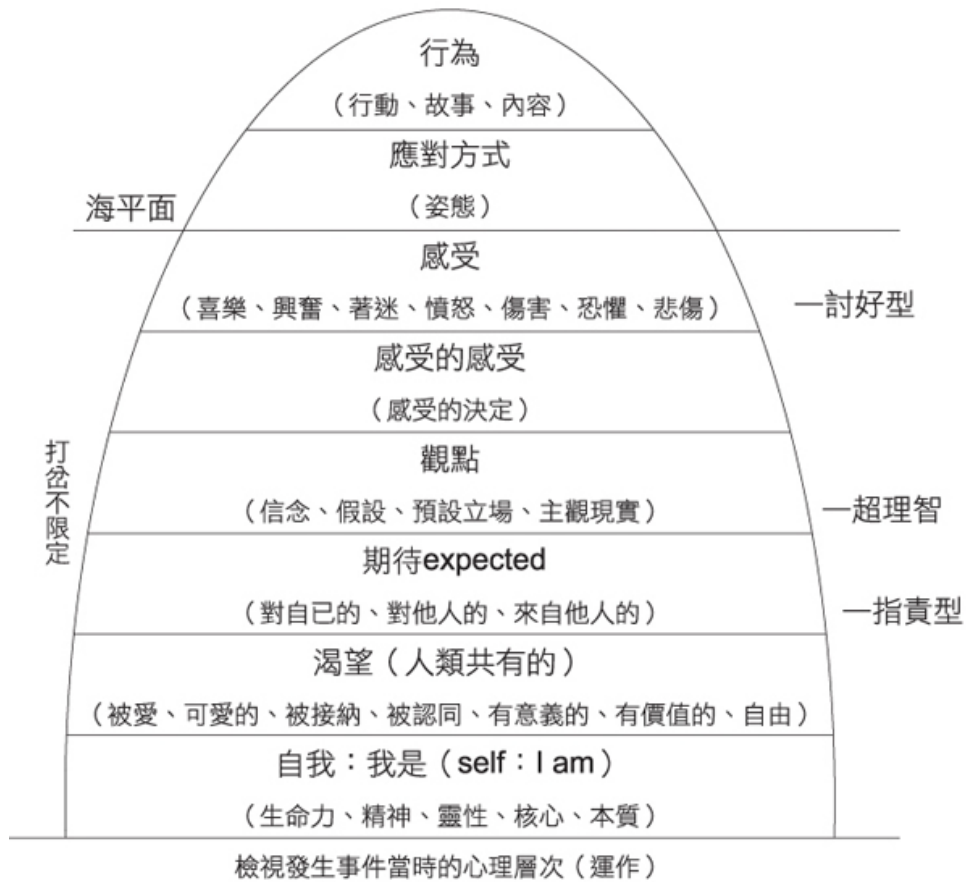 行為
（行動、故事、內容）
應對方式
海平面
（姿態）
感受
（喜樂、興奮、著迷、憤怒、傷害、恐懼、悲傷）
—討好型
感受的感受
（感受的決定）
打岔不限定
觀點
（信念、假設、預設立場、主觀現實）
—超理智
期待expected
（對自已的、對他人的、來自他人的）
—指責型
渴望（人類共有的）
（被愛、可愛的、被接納、被認同、有意義的、有價值的、自由）
自我：我是（self：I am）
（生命力、精神、靈性、核心、本質）
檢視發生事件當時的心理層次（運作）